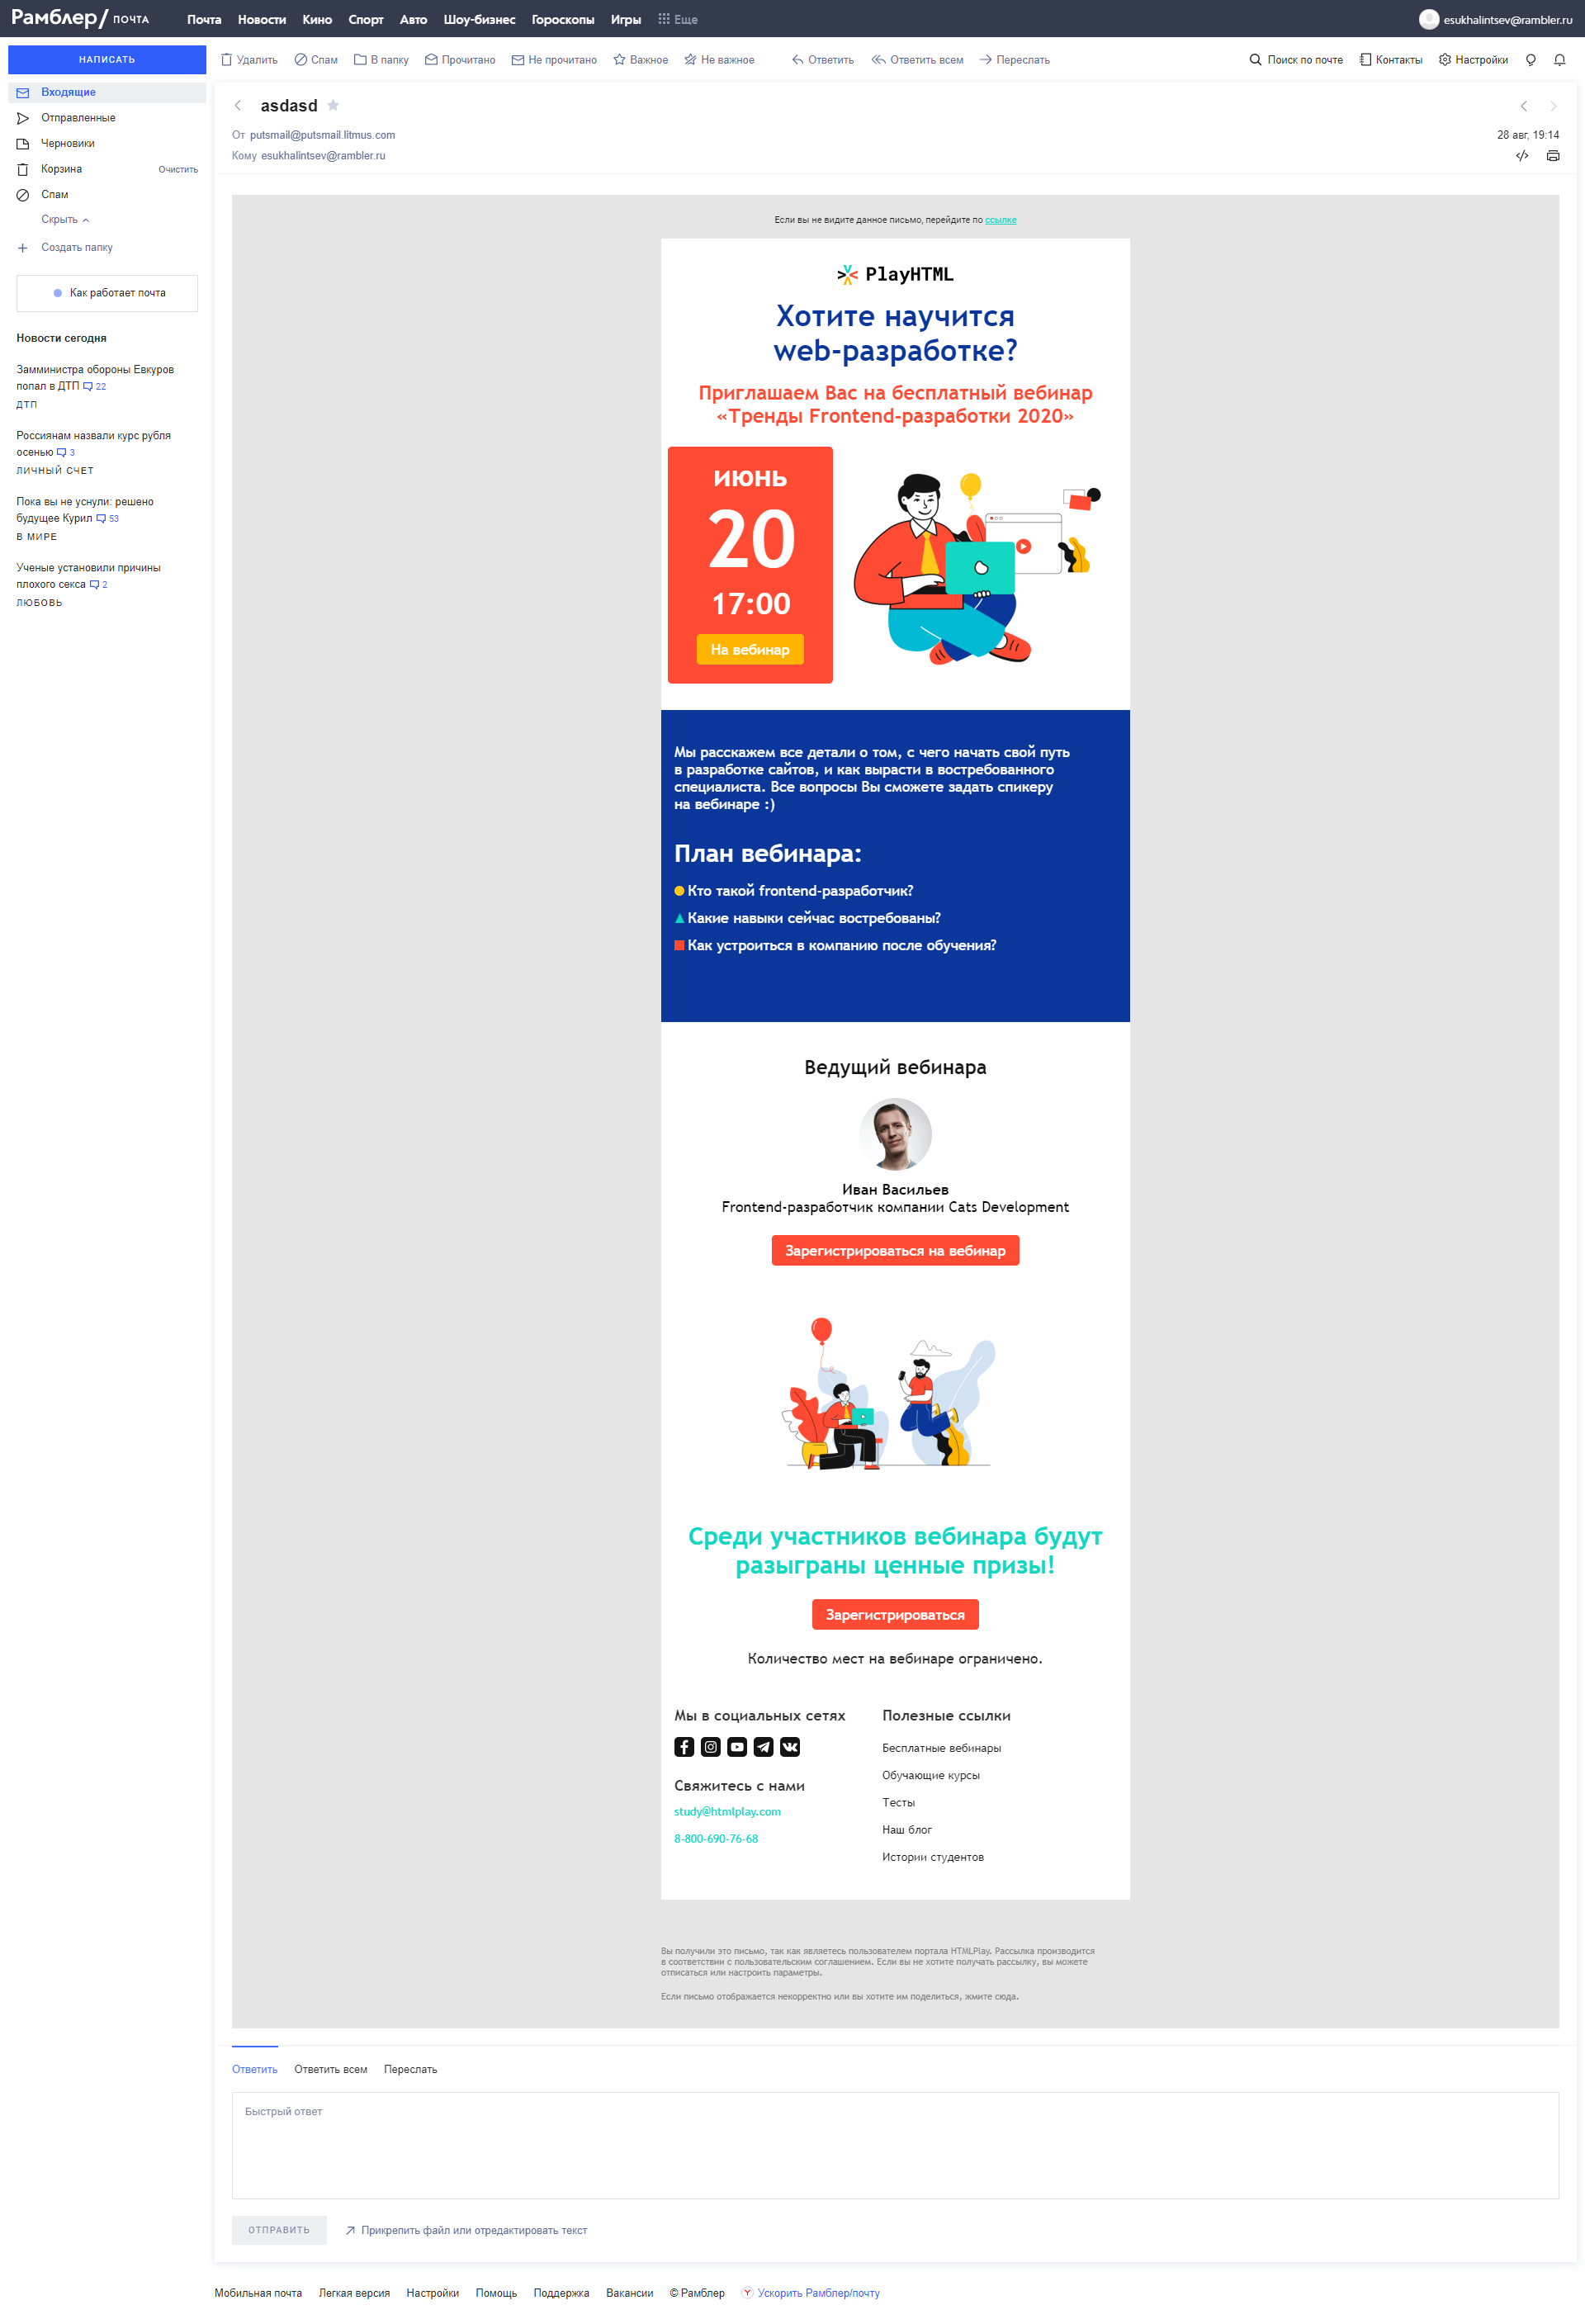 Рамблер/ ПОЧТА
Почта Новости Кино Спорт Авто Шоу-бизнес Гороскопы Игры Еще
esukhalintsev@rambler.ru
НАПИСАТЬ
Удалить Спам В папку Прочитано Не прочитано Важное Не важное Ответить Ответить всем Переслать
Поиск по почте Контакты Настройки
Входящие
Отправленные
Черновики
Корзина Очистить
Спам
Скрыть
Создать папку
Как работает почта
Новости сегодня
Замминистра обороны Евкуров
попал в ДТП 22
ДТП
Россиянам назвали курс рубля
осенью 3
ЛИЧНЫЙ СЧЕТ
Пока вы не уснули: решено
будущее Курил 53
В МИРЕ
Ученые установили причины
плохого секса 2
ЛЮБОВЬ
asdasd
От putsmail@putsmail.litmus.com
28 авг, 19:14
Кому esukhalintsev@rambler.ru
Если вы не видите данное письмо, перейдите по ссылке
PlayHTML
Хотите научится
web-разработке?
Приглашаем Вас на бесплатный вебинар
«Тренды Frontend-разработки 2020»
июнь
20
17:00
На вебинар
Мы расскажем все детали о том, с чего начать свой путь
в разработке сайтов, и как вырасти в востребованного
специалиста. Все вопросы Вы сможете задать спикеру
на вебинаре :)
План вебинара:
Кто такой frontend-разработчик?
Какие навыки сейчас востребованы?
Как устроиться в компанию после обучения?
Ведущий вебинара
Иван Васильев
Frontend-разработчик компании Cats Development
Зарегистрироваться на вебинар
Среди участников вебинара будут
разыграны ценные призы!
Зарегистрироваться
Количество мест на вебинаре ограничено.
Мы в социальных сетях
Свяжитесь с нами
study@htmlplay.com
8-800-690-76-68
Полезные ссылки
Бесплатные вебинары
Обучающие курсы
Тесты
Наш блог
Истории студентов
Вы получили это письмо, так как являетесь пользователем портала HTMLPlay. Рассылка производится
в соответствии с пользовательским соглашением. Если вы не хотите получать рассылку, вы можете
отписаться или настроить параметры.
Если письмо отображается некорректно или вы хотите им поделиться, жмите сюда.
Ответить Ответить всем Переслать
Быстрый ответ
ОТПРАВИТЬ
Прикрепить файл или отредактировать текст
Мобильная почта Легкая версия Настройки Помощь Поддержка Вакансии © Рамблер Ускорить Рамблер/почту